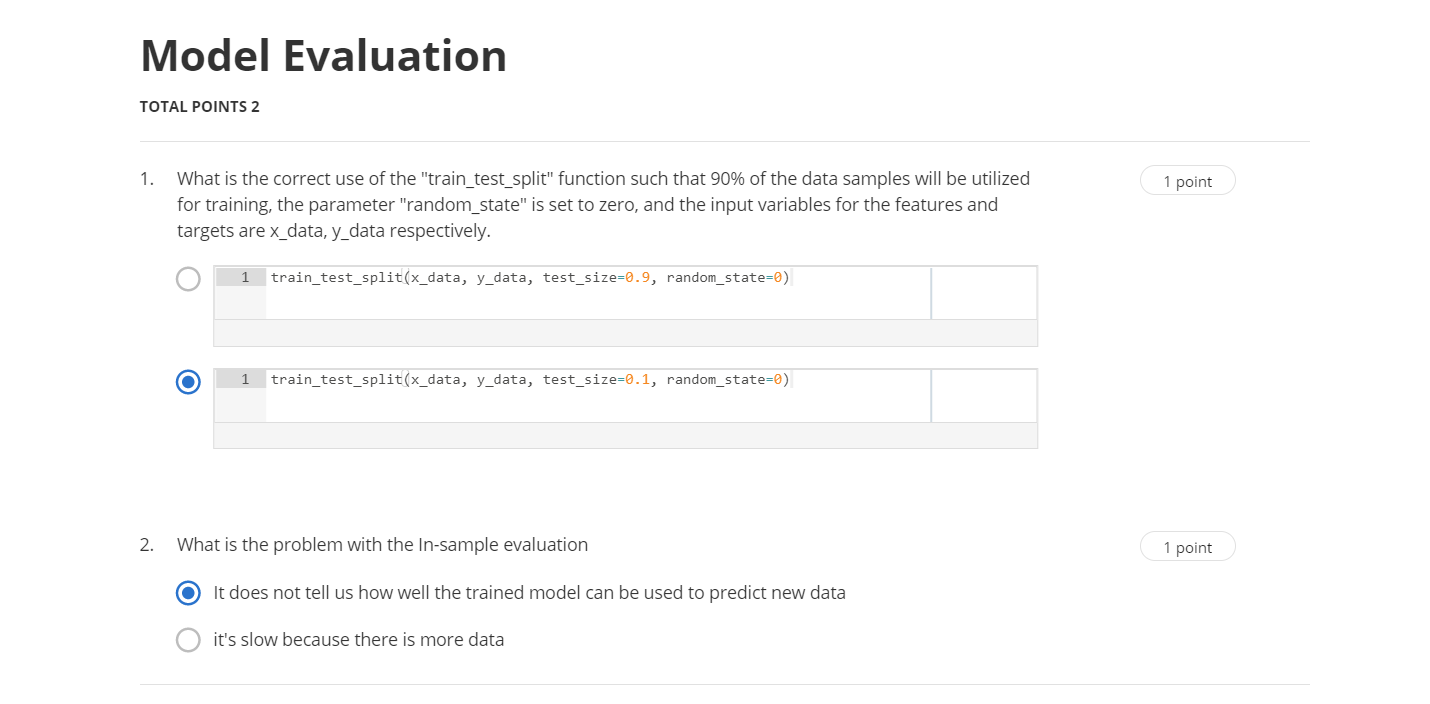 Model Evaluation
TOTAL POINTS 2
1. What is the correct use of the "train_test_split" function such that 90% of the data samples will be utilized
1 point
for training, the parameter "random_state" is set to zero, and the input variables for the features and
targets are x_data, y_data respectively.
1 train_test_split(x_data, y_data, test_size=0.9, random_state=0)
1 train_test_split(x_data, y_data, test_size=0.1, random_state=0)
2. What is the problem with the In-sample evaluation
1 point
It does not tell us how well the trained model can be used to predict new data
it's slow because there is more data